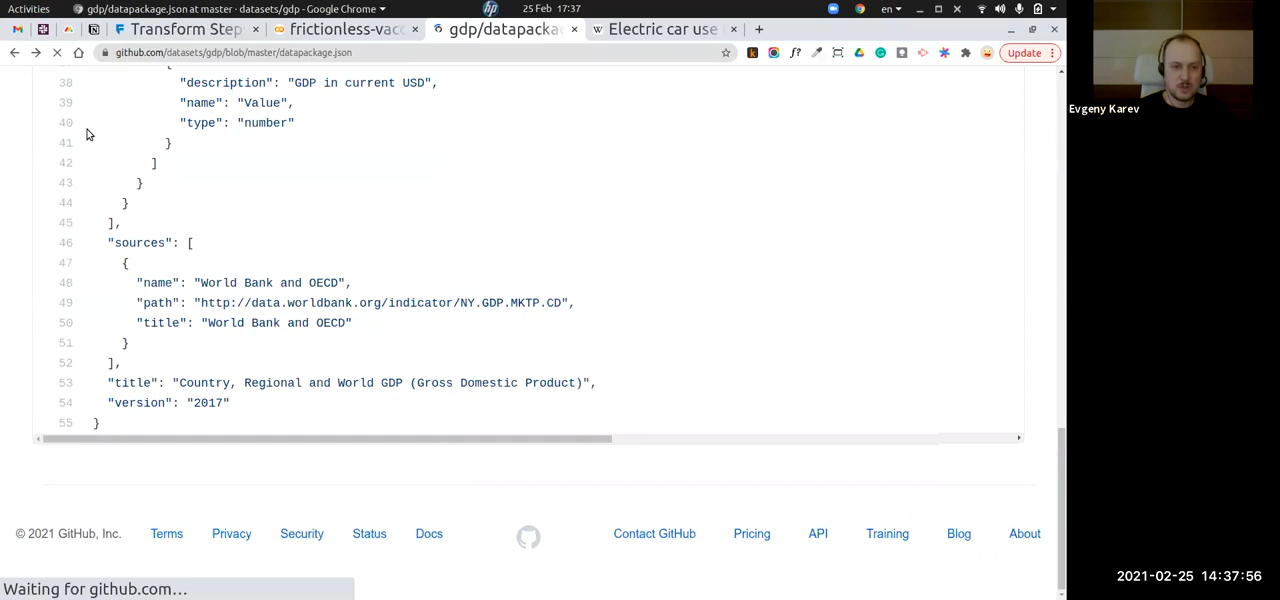 Activities
datapackage.json at master · datasets/gdp - Google Chrome
25 Feb 17:37
en
Transform Step
frictionless-vacc
gdp/datapacka
Electric car use
github.com/datasets/gdp/blob/master/datapackage.json
Update
38 "description": "GDP in current USD",
39 "name": "Value",
40 "type": "number"
41 }
42 ]
43 }
44 }
45 ],
46 "sources": [
47 {
48 "name": "World Bank and OECD",
49 "path": "http://data.worldbank.org/indicator/NY.GDP.MKTP.CD",
50 "title": "World Bank and OECD"
51 }
52 ],
53 "title": "Country, Regional and World GDP (Gross Domestic Product)",
54 "version": "2017"
55 }
© 2021 GitHub, Inc. Terms Privacy Security Status Docs Contact GitHub Pricing API Training Blog About
Waiting for github.com...
Evgeny Karev
2021-02-25 14:37:56